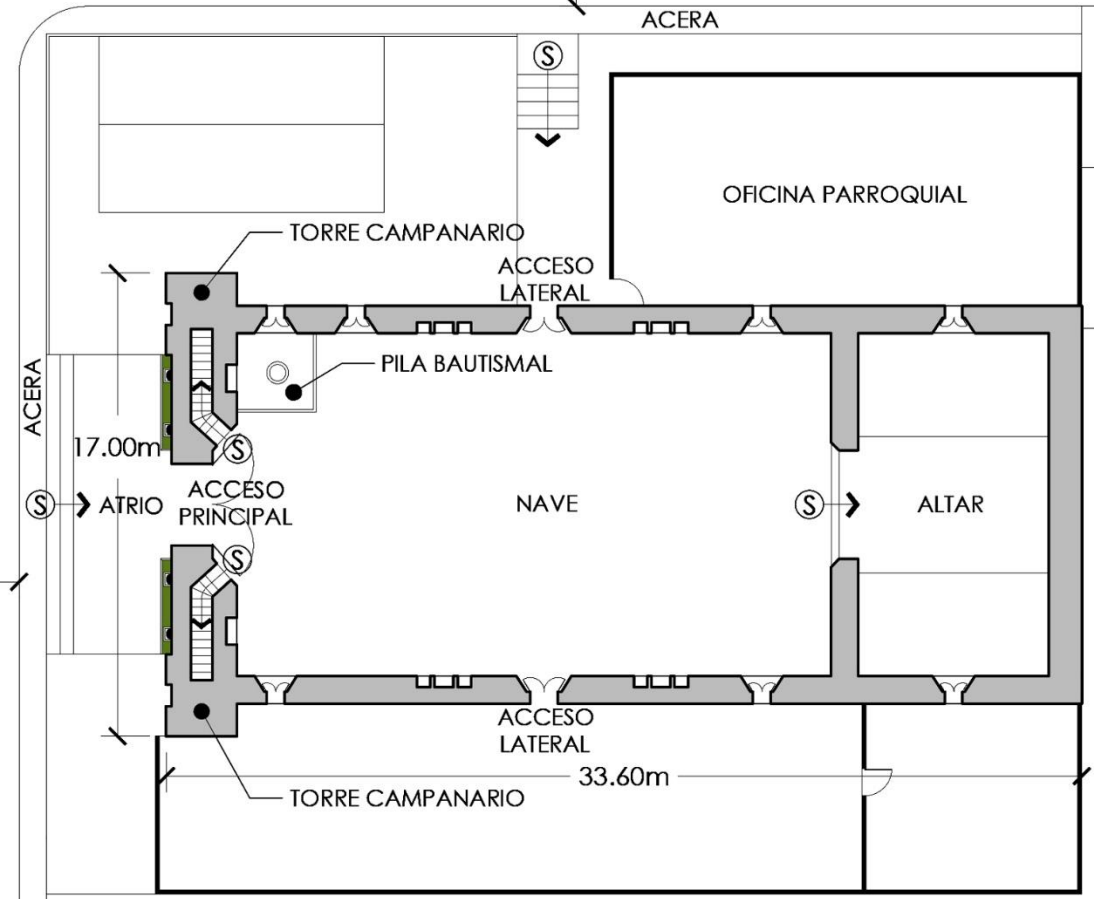 ACERA
S
OFICINA PARROQUIAL
TORRE CAMPANARIO
ACCESO
LATERAL
PILA BAUTISMAL
ACERA
17.00m
S
S
ATRIO
ACCESO
PRINCIPAL
NAVE
S
ALTAR
S
ACCESO
LATERAL
33.60m
TORRE CAMPANARIO